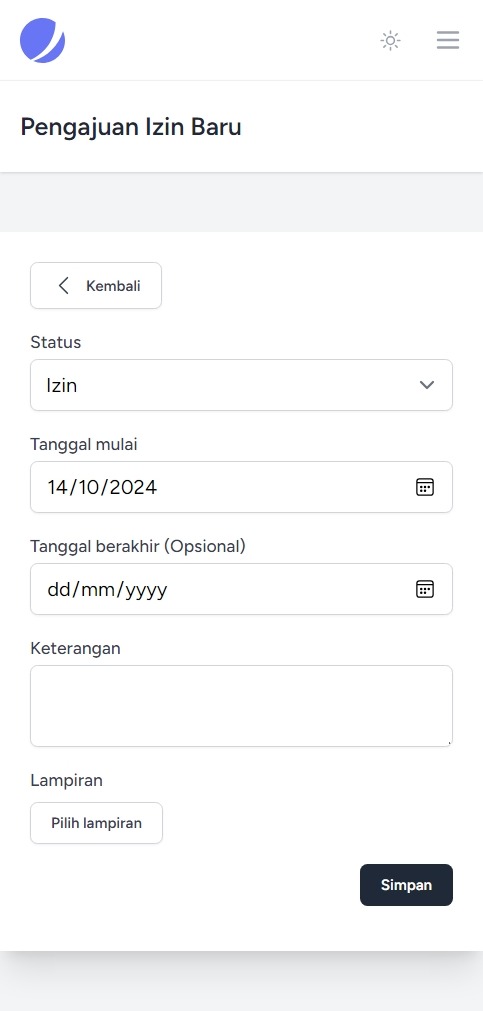 Pengajuan Izin Baru
Kembali
Status
Izin
Tanggal mulai
14/10/2024
Tanggal berakhir (Opsional)
dd/mm/yyyy
Keterangan
Lampiran
Pilih lampiran
Simpan